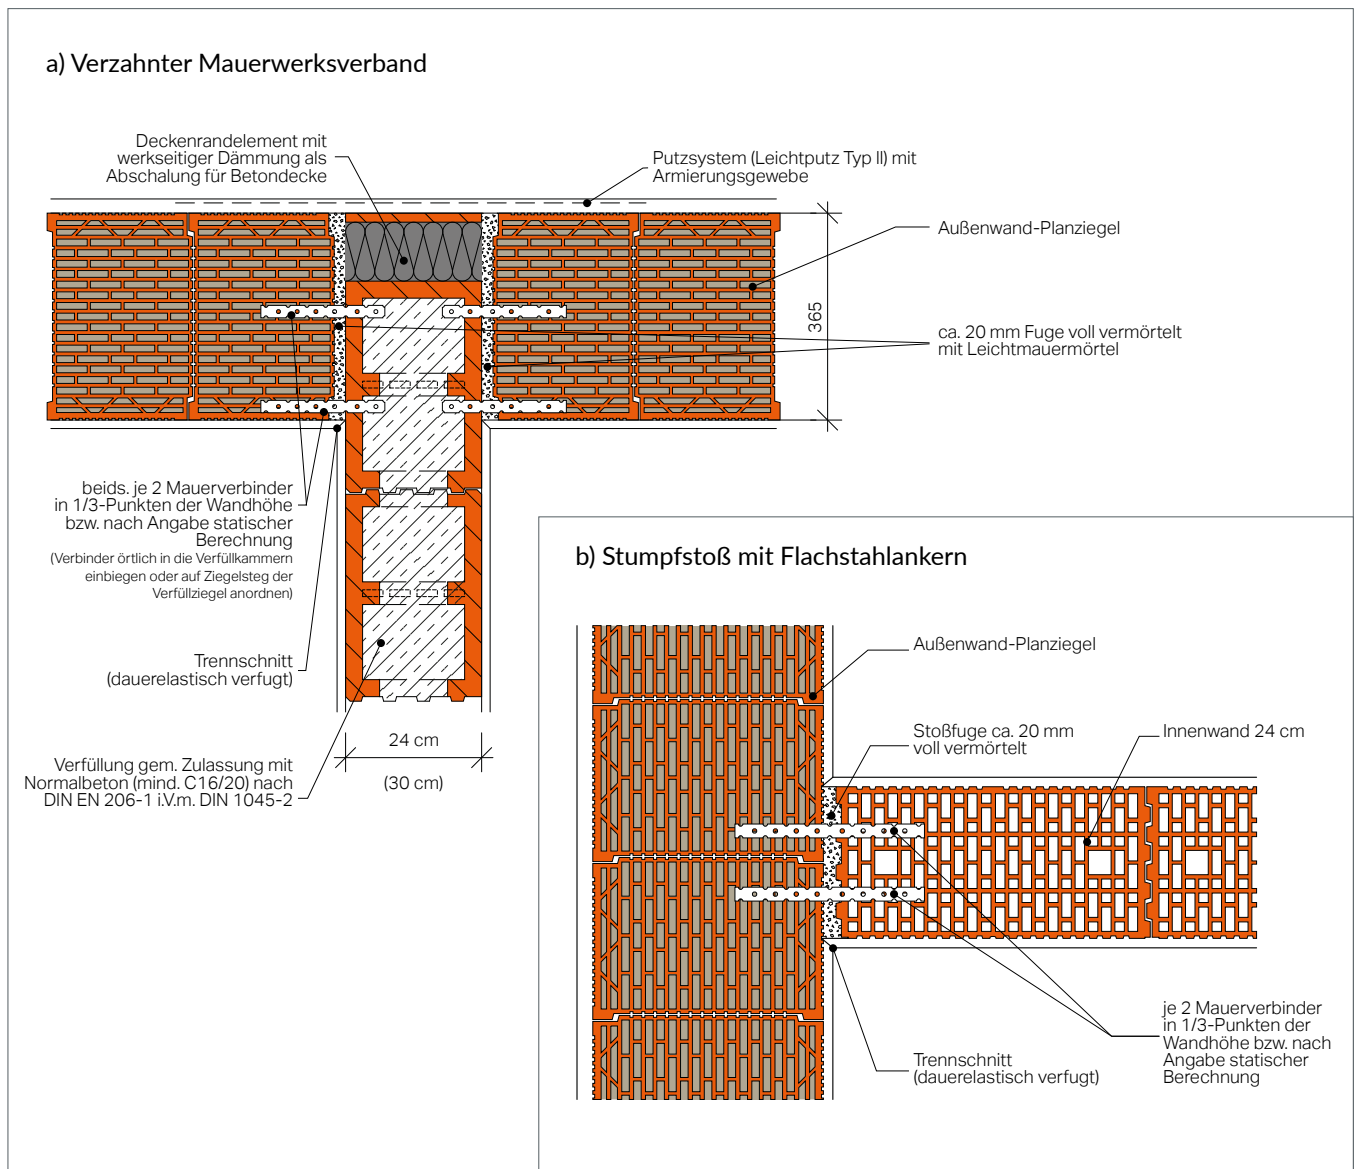 a) Verzahnter Mauerwerksverband
Deckenrandelement mit
werkseitiger Dämmung als
Abschalung für Betondecke
Putzsystem (Leichtputz Typ II) mit
Armierungsgewebe
Außenwand-Planziegel
365
ca. 20 mm Fuge voll vermörtelt
mit Leichtmauermörtel
beids. je 2 Mauerverbinder
in 1/3-Punkten der Wandhöhe
bzw. nach Angabe statischer
Berechnung
(Verbinder örtlich in die Verfüllkammern
einbiegen oder auf Ziegelsteg der
Verfüllziegel anordnen)
Trennschnitt
(dauerelastisch verfugt)
24 cm
(30 cm)
Verfüllung gem. Zulassung mit
Normalbeton (mind. C16/20) nach
DIN EN 206-1 i.V.m. DIN 1045-2
b) Stumpfstoß mit Flachstahlankern
Außenwand-Planziegel
Stoßfuge ca. 20 mm
voll vermörtelt
Innenwand 24 cm
je 2 Mauerverbinder
in 1/3-Punkten der
Wandhöhe bzw. nach
Angabe statischer
Berechnung
Trennschnitt
(dauerelastisch verfugt)